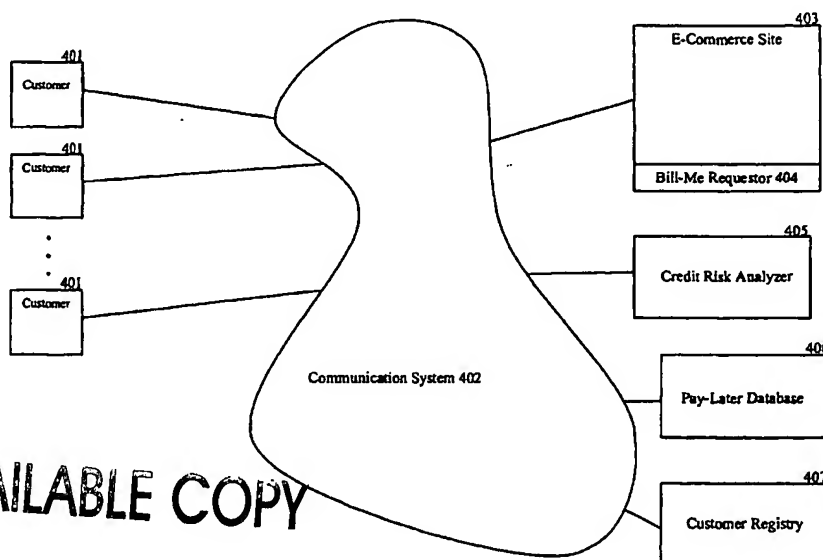 401
Customer
401
Customer
401
Customer
Communication System 402
403
E-Commerce Site
Bill-Me Requestor 404
405
Credit Risk Analyzer
Pay-Later Database
407
Customer Registry
COPY